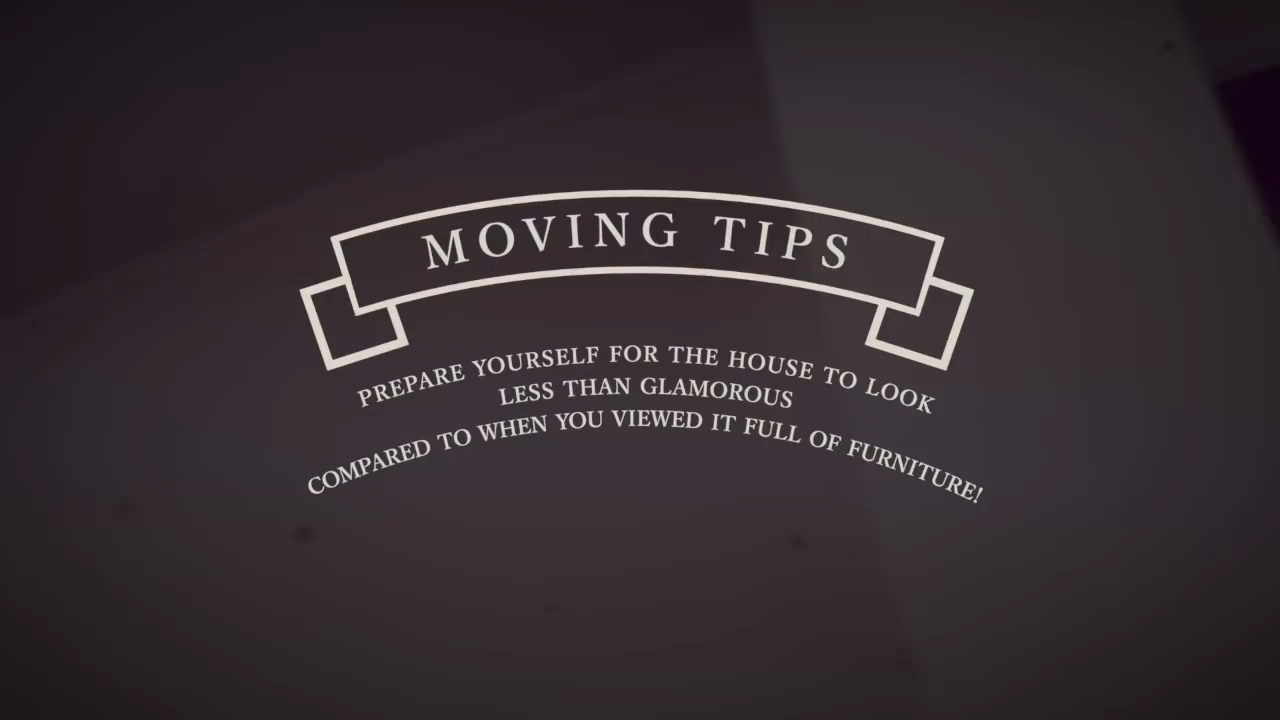 MOVING TIPS
PREPARE YOURSELF FOR THE HOUSE TO LOOK
LESS THAN GLAMOROUS
COMPARED TO WHEN YOU VIEWED IT FULL OF FURNITURE!